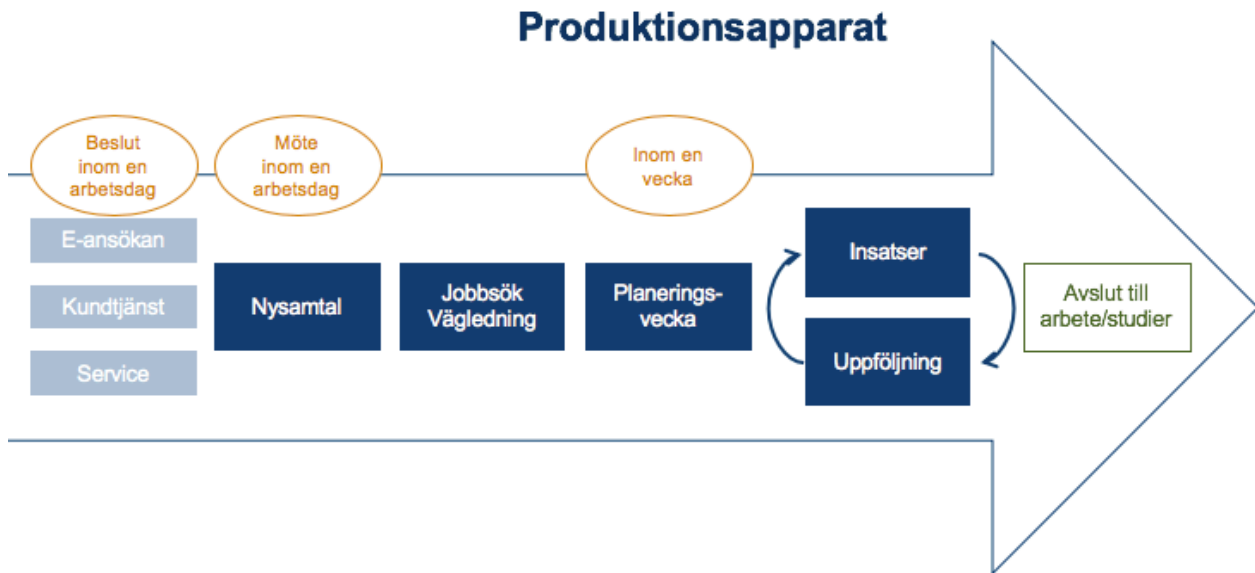 Produktionsapparat
Beslut
inom en
arbetsdag
Möte
inom en
arbetsdag
Inom en
vecka
E-ansökan
Kundtjänst
Service
Nysamtal
Jobbsök
Vägledning
Planerings-
vecka
Insatser
Uppföljning
Avslut till
arbete/studier